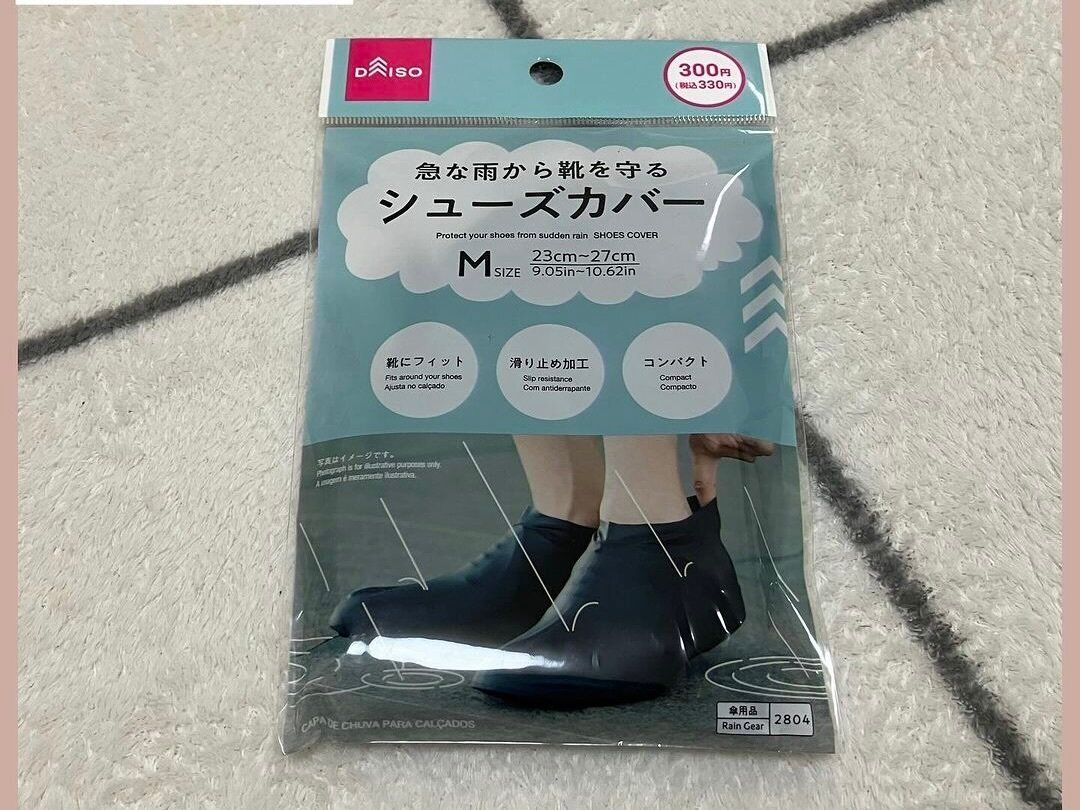 DAISO
300円
(税込330円)
急な雨から靴を守る
シューズカバー
Protect your shoes from sudden rain SHOES COVER
M SIZE 23cm~27cm
9.05in~10.62in
靴にフィット
Fits around your shoes
Ajusta no calçado
滑り止め加工
Slip resistance
Com antiderrapante
コンパクト
Compact
Compacto
写真はイメージです。
Photograph is for illustrative purposes only.
A imagem é meramente ilustrativa.
CAPA DE CHUVA PARA CALÇADOS
傘用品
Rain Gear
2804